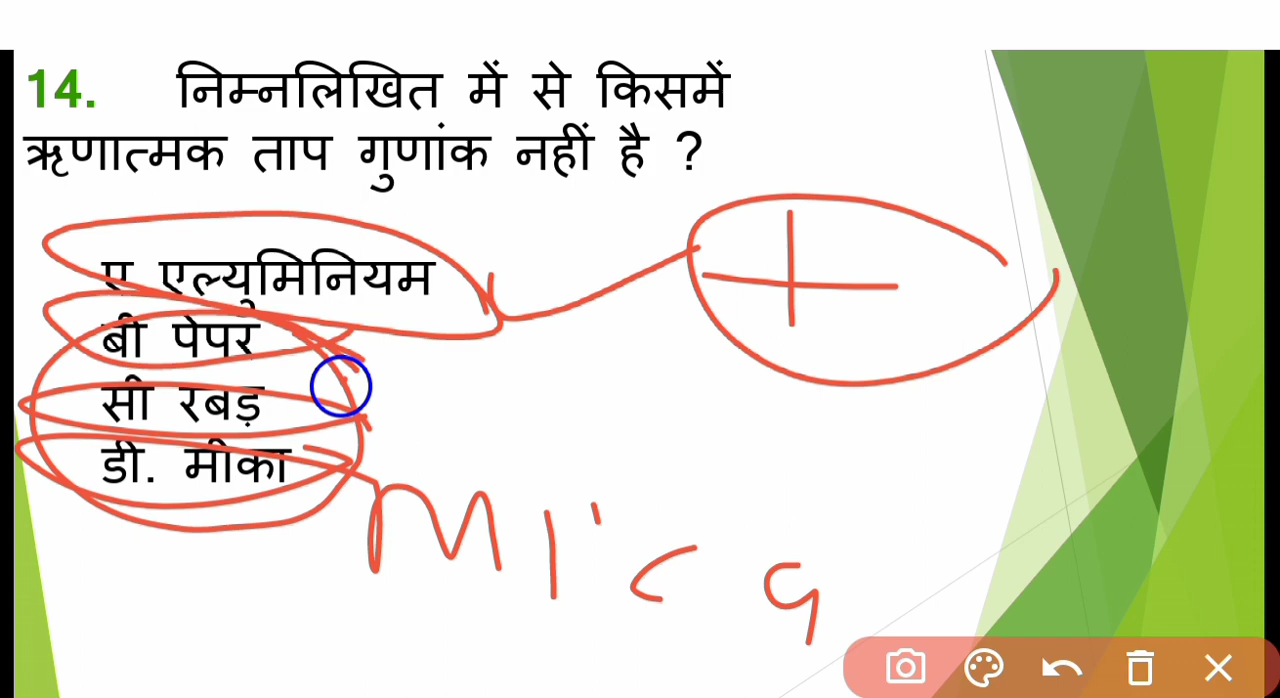 14. निम्नलिखित में से किसमें
ऋणात्मक ताप गुणांक नहीं है ?
ए एल्युमिनियम
बी पेपर
सी रबड़
डी. मीका
Mica